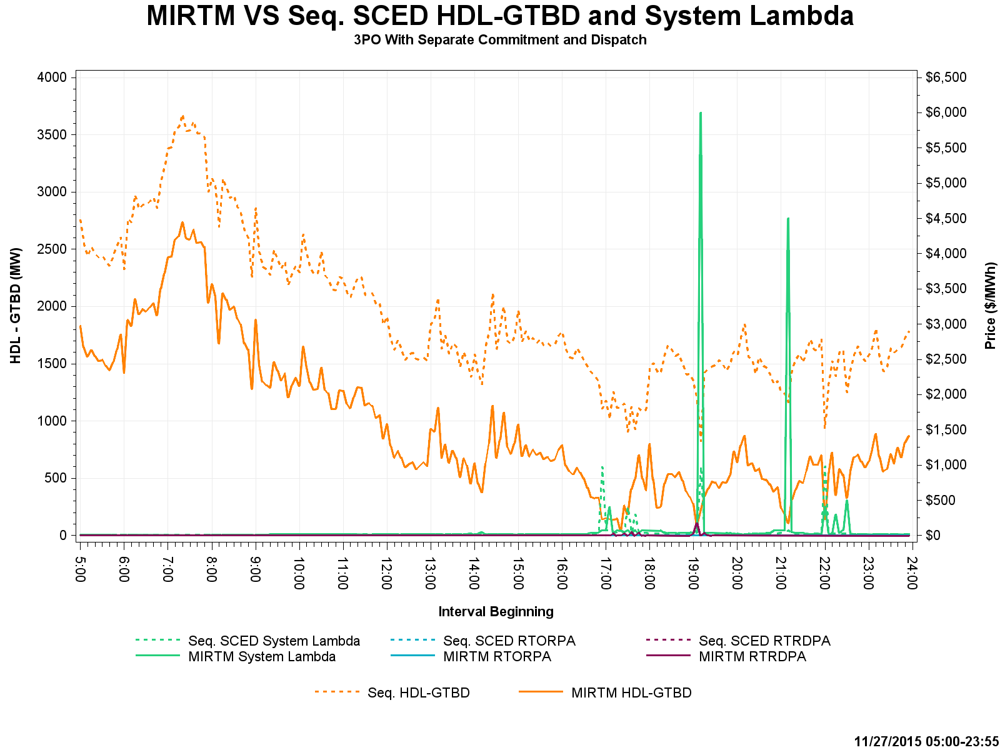 MIRTM VS Seq. SCED HDL-GTBD and System Lambda
3PO With Separate Commitment and Dispatch
4000
3500
3000
2500
2000
1500
1000
500
0
HDL - GTBD (MW)
$6,500
$6,000
$5,500
$5,000
$4,500
$4,000
$3,500
$3,000
$2,500
$2,000
$1,500
$1,000
$500
$0
Price ($/MWh)
5:00 6:00 7:00 8:00 9:00 10:00 11:00 12:00 13:00 14:00 15:00 16:00 17:00 18:00 19:00 20:00 21:00 22:00 23:00 24:00
Interval Beginning
Seq. SCED System Lambda Seq. SCED RTORPA Seq. SCED RTRDPA
MIRTM System Lambda MIRTM RTORPA MIRTM RTRDPA
Seq. HDL-GTBD MIRTM HDL-GTBD
11/27/2015 05:00-23:55